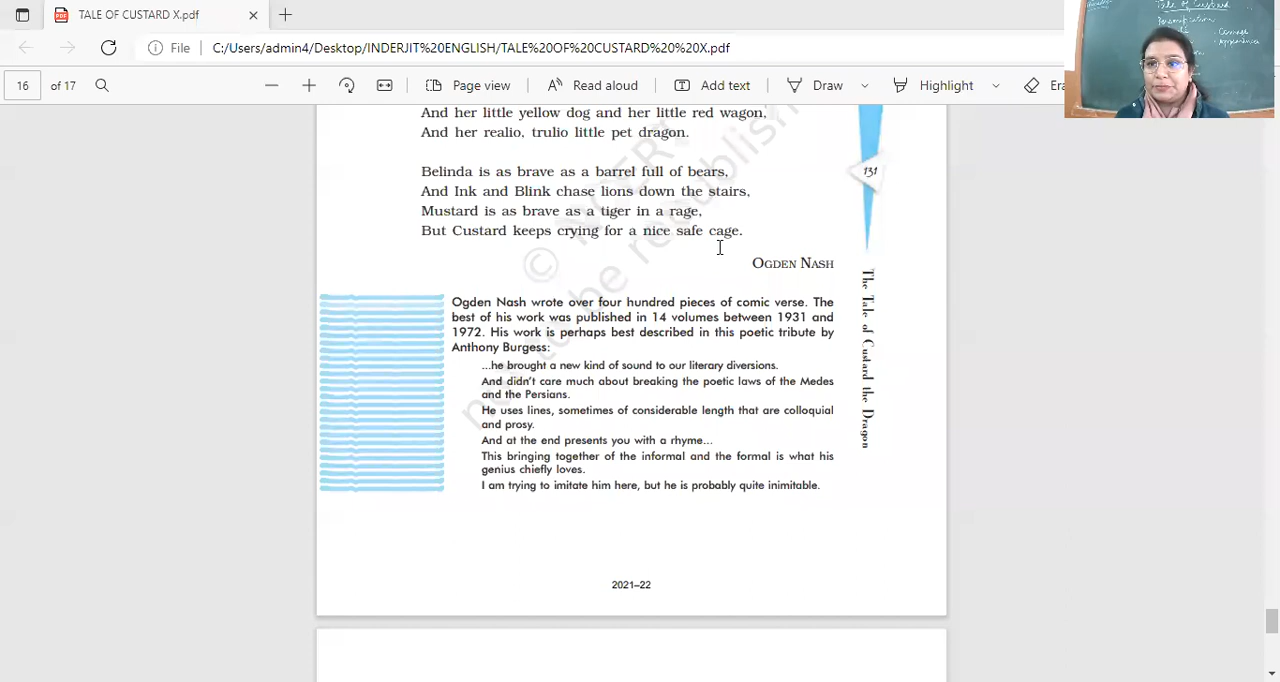 TALE OF CUSTARD X.pdf
File C:/Users/admin4/Desktop/INDERJIT%20ENGLISH/TALE%20OF%20CUSTARD%20%20X.pdf
16 of 17 Page view Read aloud Add text Draw Highlight Era
Tale of Custard
Personification
And her little yellow dog and her little red wagon,
And her realio, trulio little pet dragon.
Belinda is as brave as a barrel full of bears,
And Ink and Blink chase lions down the stairs,
Mustard is as brave as a tiger in a rage,
But Custard keeps crying for a nice safe cage.
OGDEN NASH
131
The Tale of Custard the Dragon
Ogden Nash wrote over four hundred pieces of comic verse. The
best of his work was published in 14 volumes between 1931 and
1972. His work is perhaps best described in this poetic tribute by
Anthony Burgess:
...he brought a new kind of sound to our literary diversions.
And didn't care much about breaking the poetic laws of the Medes
and the Persians.
He uses lines, sometimes of considerable length that are colloquial
and prosy.
And at the end presents you with a rhyme...
This bringing together of the informal and the formal is what his
genius chiefly loves.
I am trying to imitate him here, but he is probably quite inimitable.
2021–22